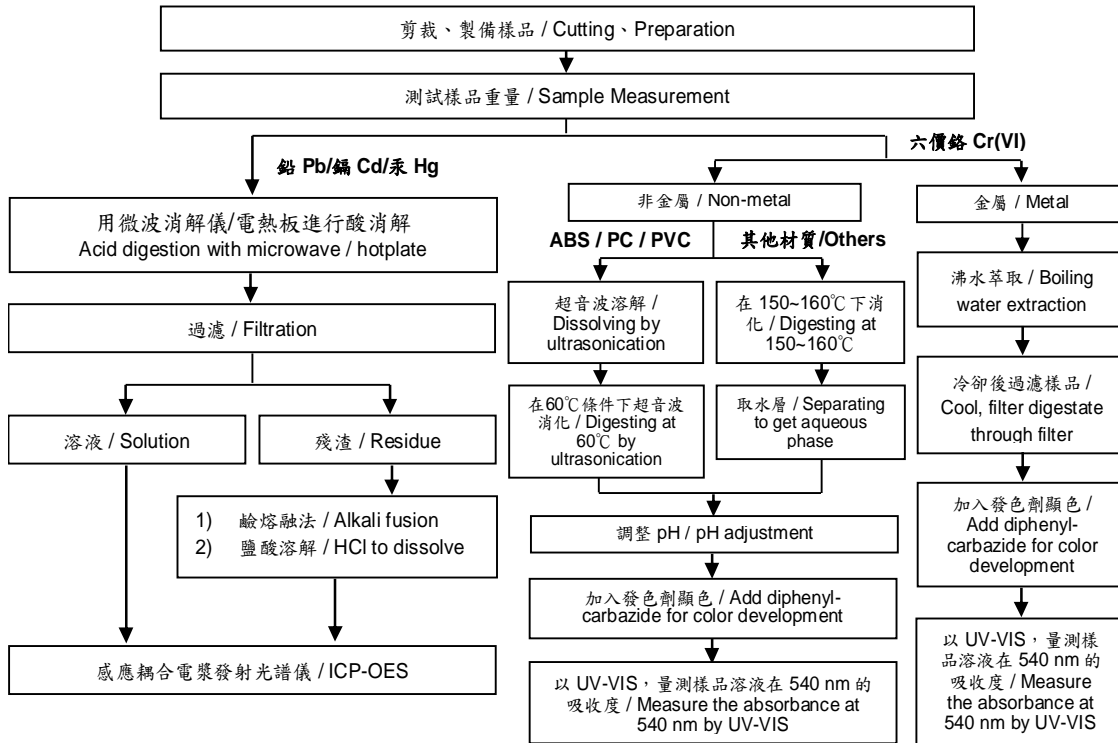 剪裁、製備樣品 / Cutting、Preparation
測試樣品重量 / Sample Measurement
鉛 Pb/鎘 Cd/汞 Hg
六價鉻 Cr(VI)
用微波消解儀/電熱板進行酸消解
Acid digestion with microwave / hotplate
過濾 / Filtration
溶液 / Solution
殘渣 / Residue
1) 鹼熔融法 / Alkali fusion
2) 鹽酸溶解 / HCl to dissolve
感應耦合電漿發射光譜儀 / ICP-OES
非金屬 / Non-metal
ABS / PC / PVC
其他材質/Others
超音波溶解 /
Dissolving by
ultrasonication
在60℃條件下超音波
消化 / Digesting at
60℃ by
ultrasonication
在 150~160℃下消
化 / Digesting at
150~160℃
取水層 / Separating
to get aqueous
phase
調整 pH / pH adjustment
加入發色劑顯色 / Add diphenyl-
carbazide for color development
以 UV-VIS，量測樣品溶液在 540 nm 的
吸收度 / Measure the absorbance at
540 nm by UV-VIS
金屬 / Metal
沸水萃取 / Boiling
water extraction
冷卻後過濾樣品 /
Cool, filter digestate
through filter
加入發色劑顯色 /
Add diphenyl-
carbazide for color
development
以 UV-VIS，量測樣
品溶液在 540 nm 的
吸收度 / Measure
the absorbance at
540 nm by UV-VIS